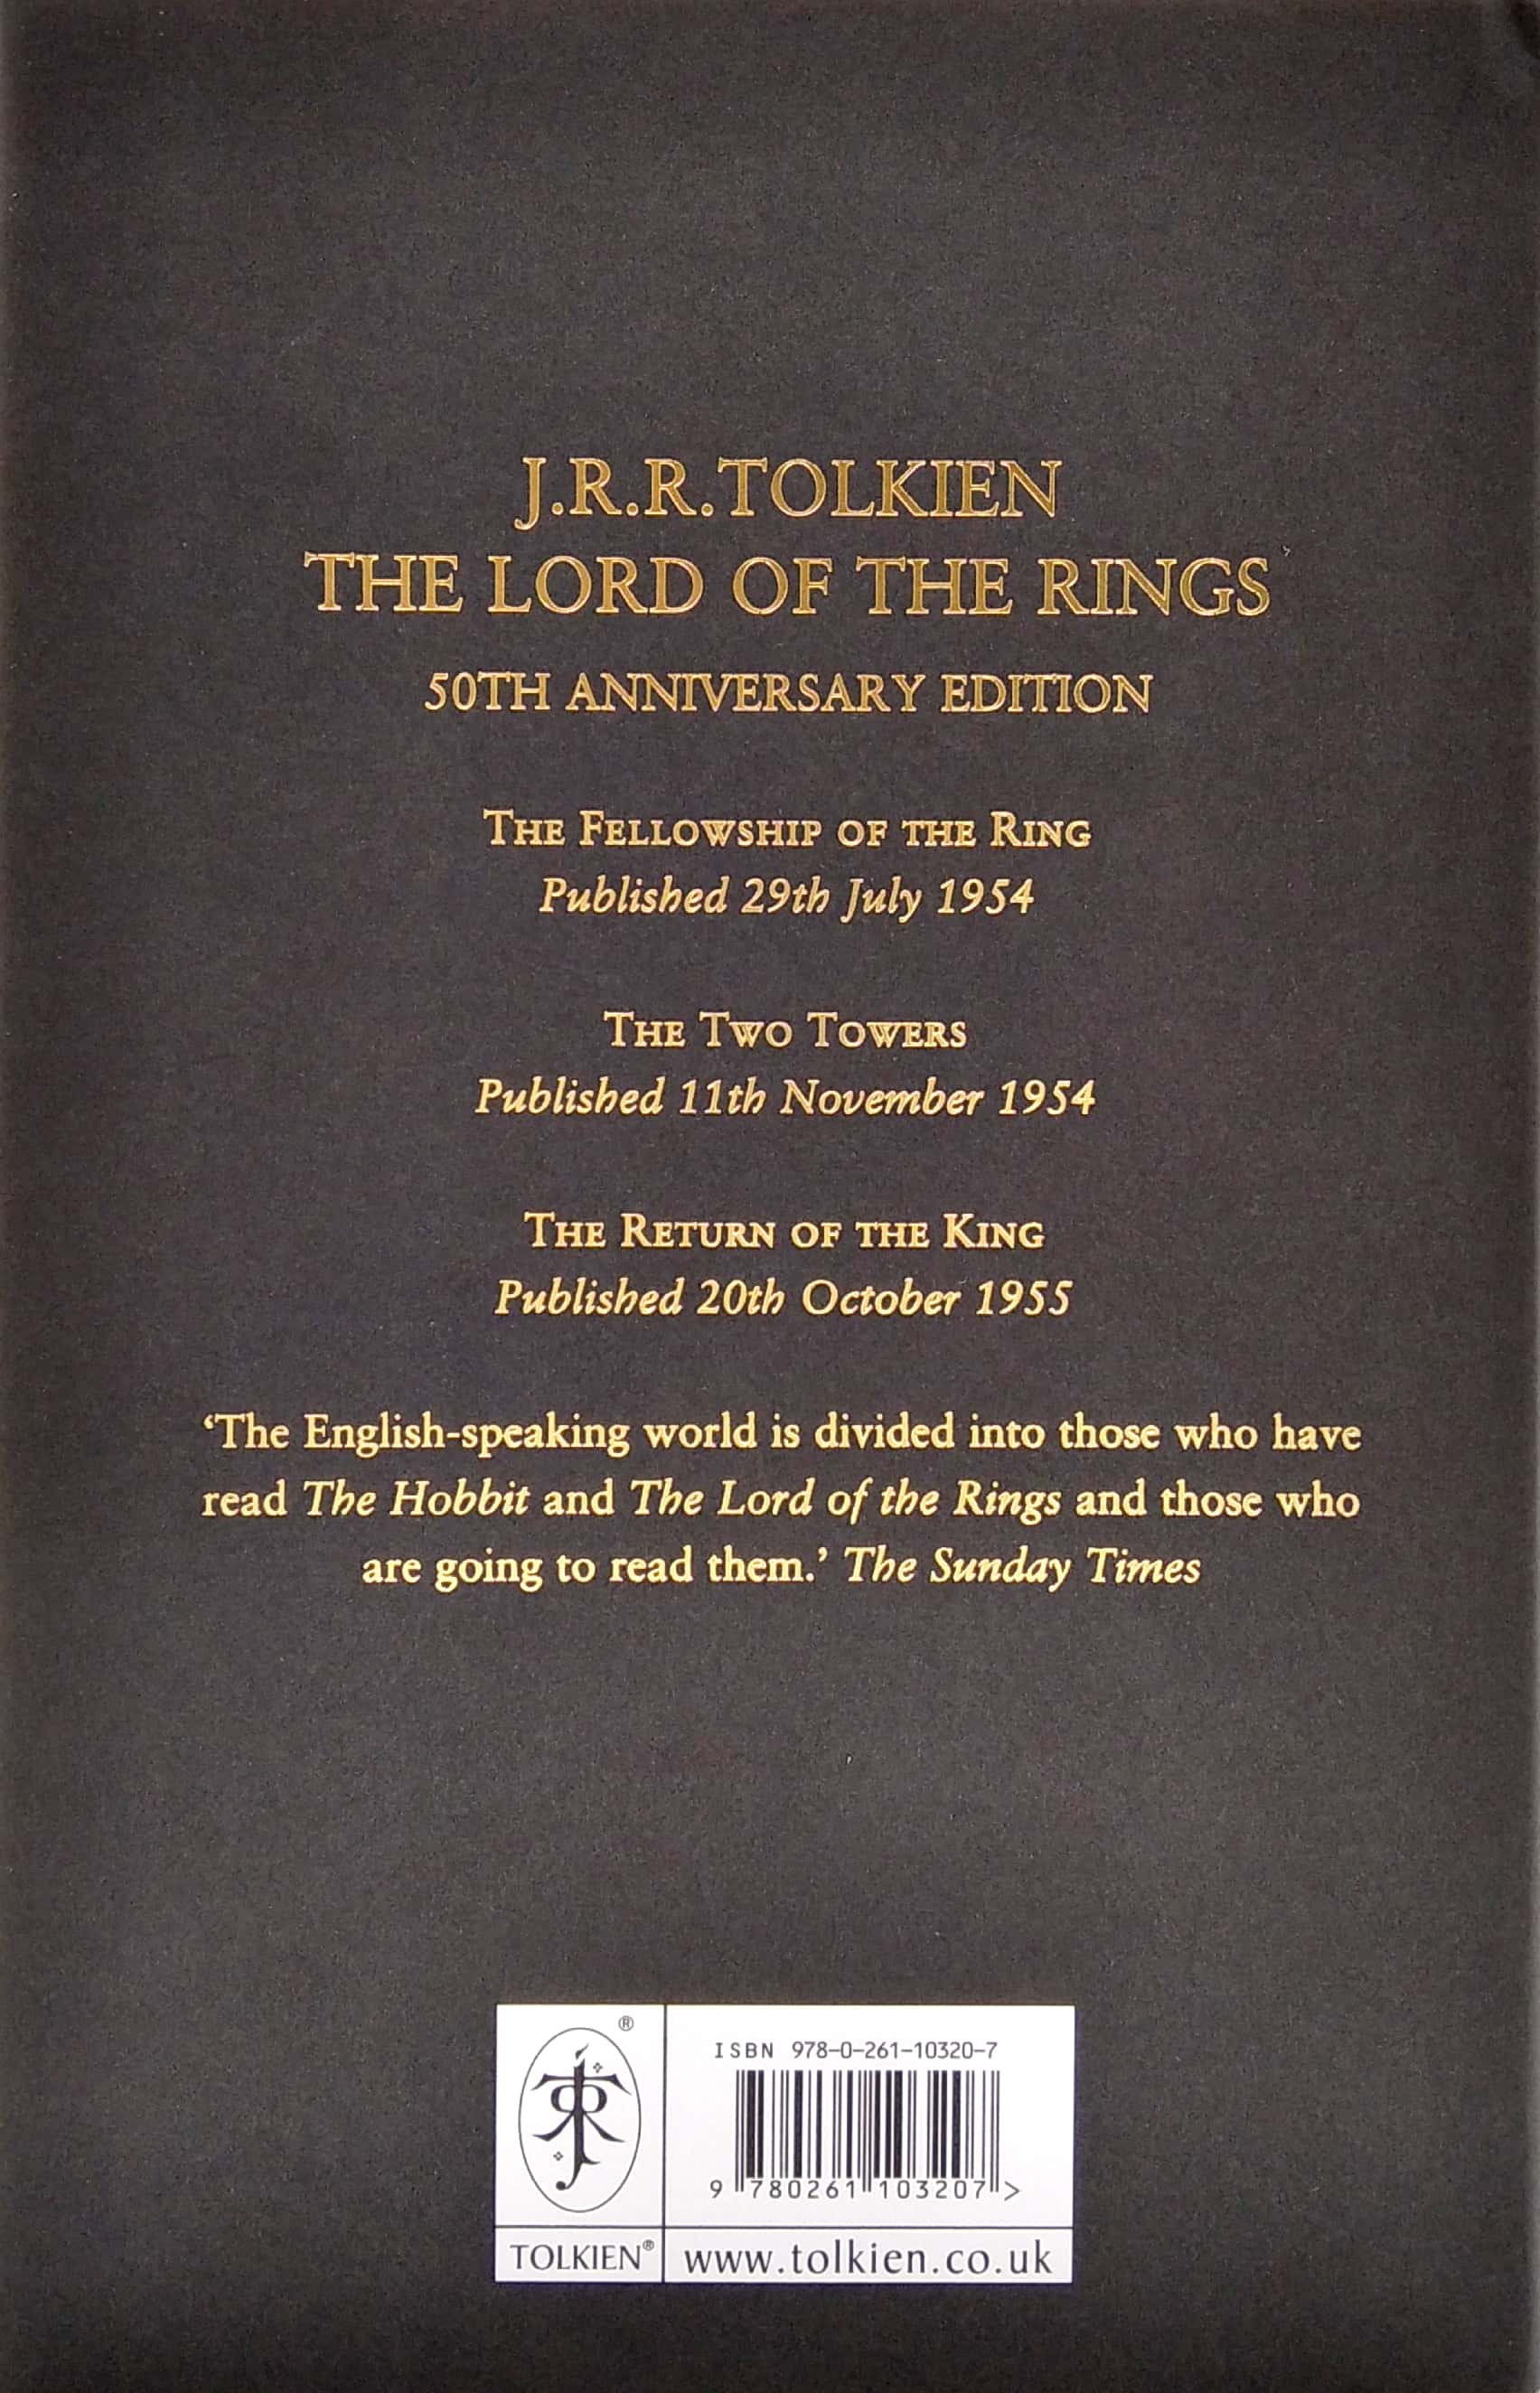 J.R.R.TOLKIEN
THE LORD OF THE RINGS
50TH ANNIVERSARY EDITION
THE FELLOWSHIP OF THE RING
Published 29th July 1954
THE TWO TOWERS
Published 11th November 1954
THE RETURN OF THE KING
Published 20th October 1955
‘The English-speaking world is divided into those who have
read The Hobbit and The Lord of the Rings and those who
are going to read them.’ The Sunday Times
®
ISBN 978-0-261-10320-7
9 780261 103207 >
TOLKIEN®
www.tolkien.co.uk